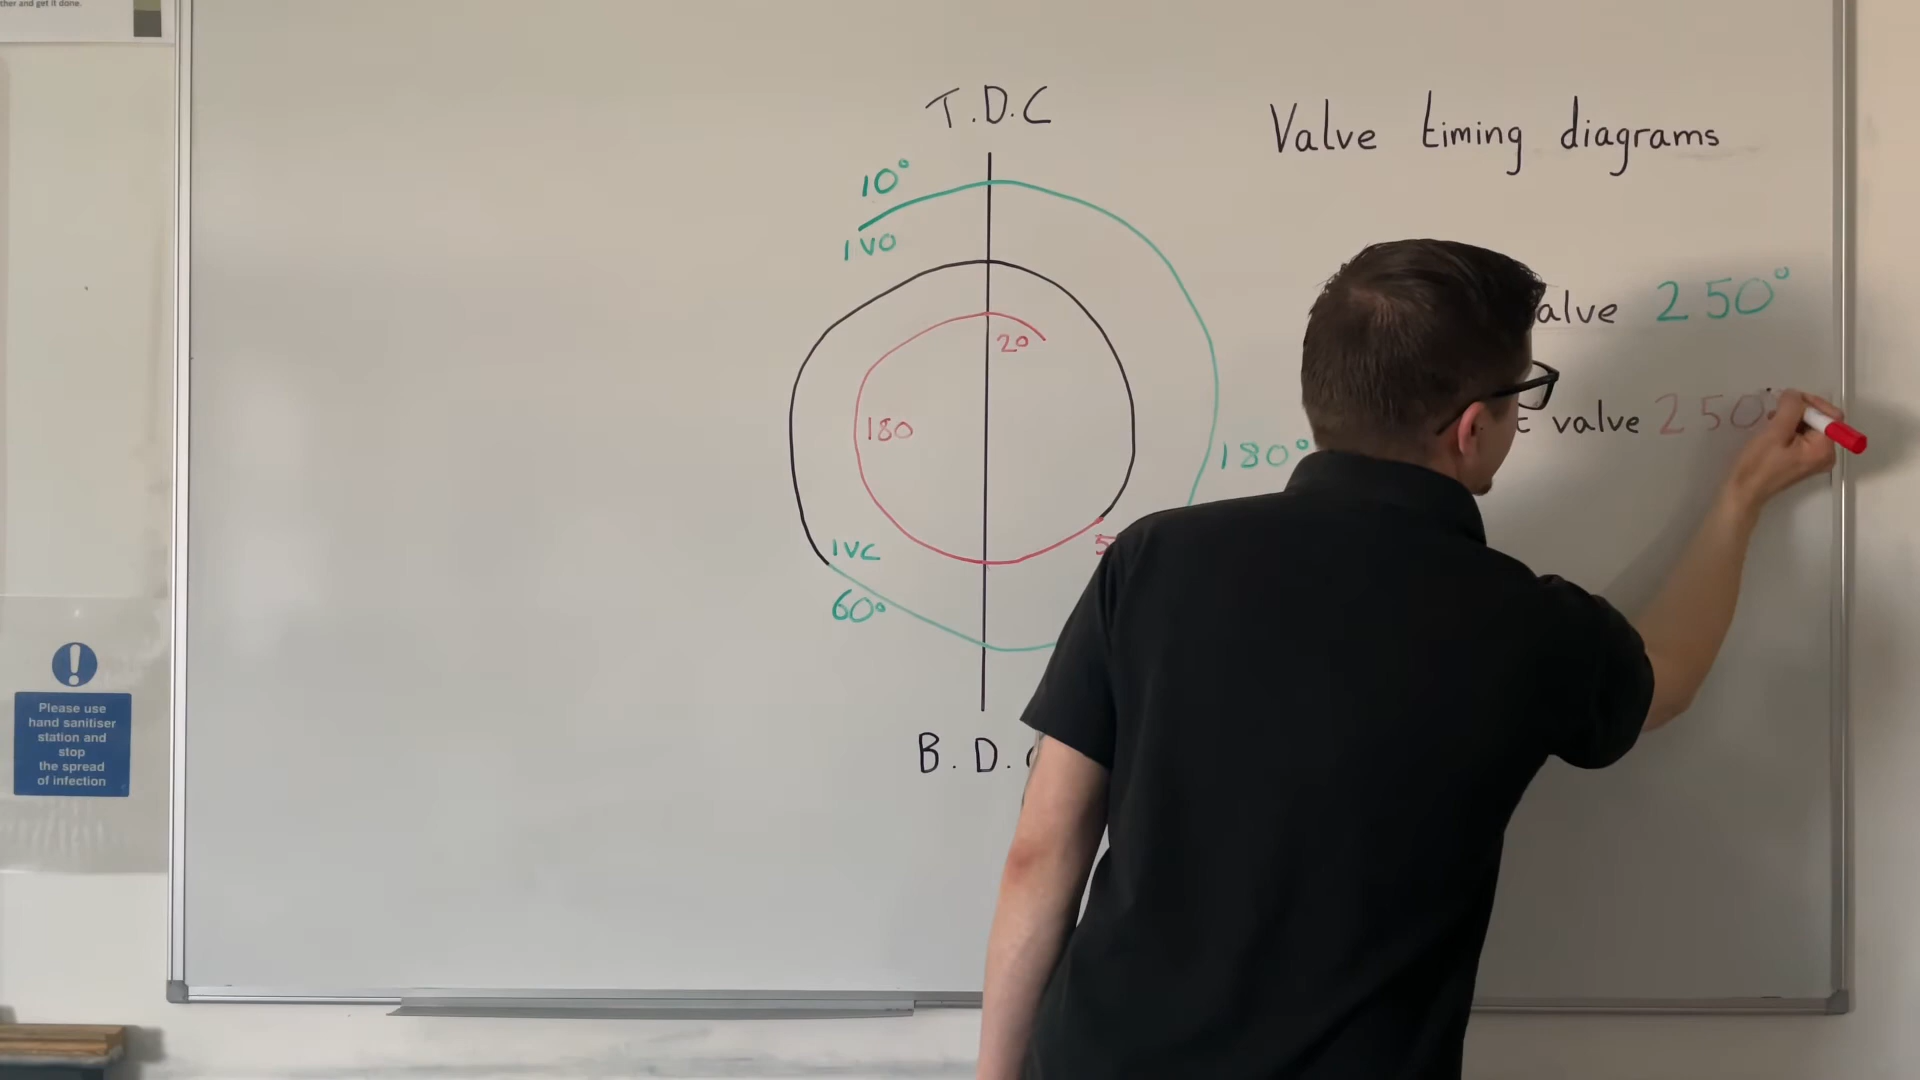 ther and get it done.
T.D.C
Valve timing diagrams
10°
IVO
alve 250°
20
180
t valve 250°
180°
IVC
5
60°
B.D.
Please use
hand sanitiser
station and
stop
the spread
of infection